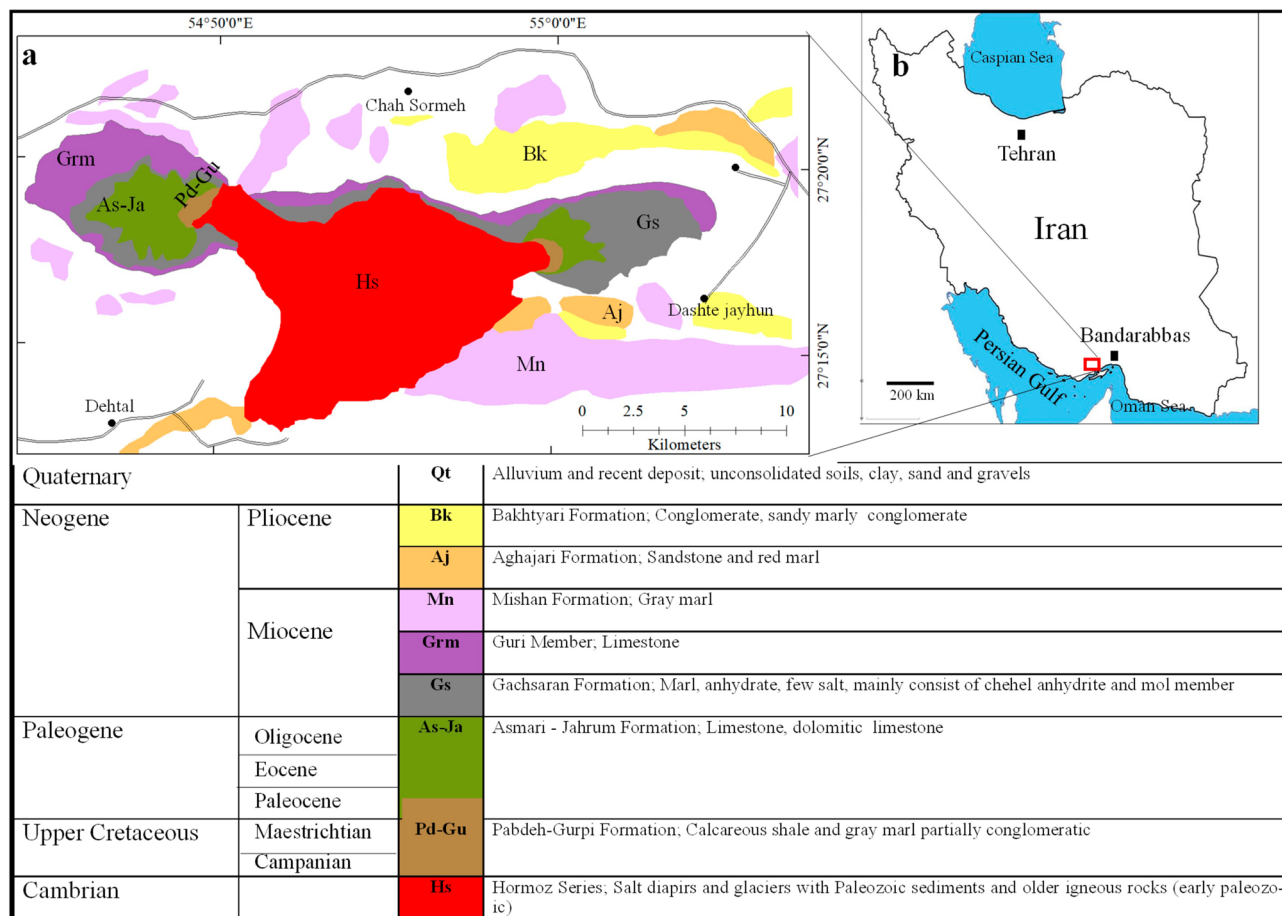 54°50'0"E
55°0'0"E
a
Chah Sormeh
Grm
Pd-Gu
As-Ja
Bk
Gs
Hs
Aj
Dashte jayhun
Mn
Dehtal
0 2.5 5 10
Kilometers
27°20'0"N
27°15'0"N
b
Caspian Sea
Tehran
Iran
Bandarabbas
Persian Gulf
Oman Sea
200 km
Quaternary Qt Alluvium and recent deposit; unconsolidated soils, clay, sand and gravels
Neogene Pliocene Bk Bakhtyari Formation; Conglomerate, sandy marly conglomerate
Aj Aghajari Formation; Sandstone and red marl
Miocene Mn Mishan Formation; Gray marl
Grm Guri Member; Limestone
Gs Gachsaran Formation; Marl, anhydrate, few salt, mainly consist of chehel anhydrite and mol member
Paleogene Oligocene As-Ja Asmari - Jahrum Formation; Limestone, dolomitic limestone
Eocene
Paleocene
Upper Cretaceous Maestrichtian Pd-Gu Pabdeh-Gurpi Formation; Calcareous shale and gray marl partially conglomeratic
Campanian
Cambrian Hs Hormoz Series; Salt diapirs and glaciers with Paleozoic sediments and older igneous rocks (early paleozo-
ic)